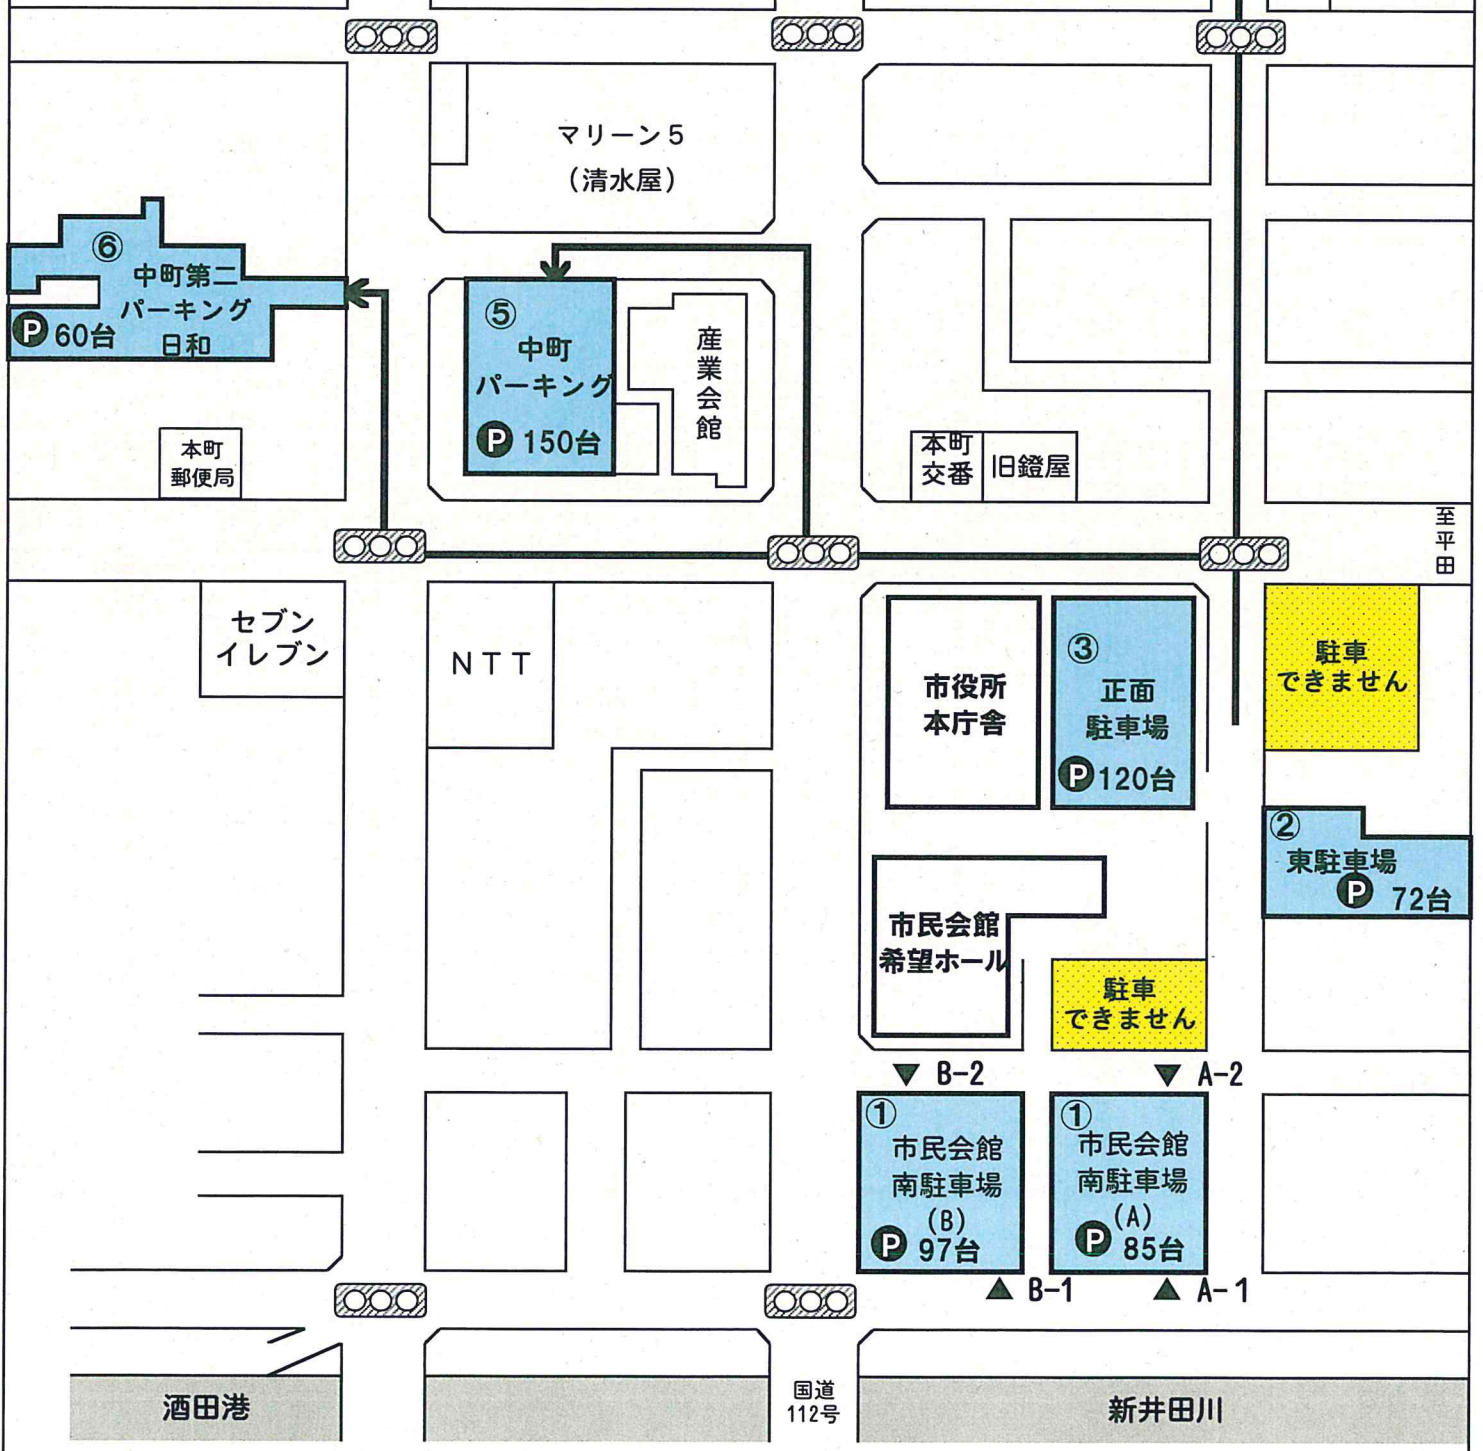 マリーン5
(清水屋)
⑥
中町第二
パーキング
日和
P 60台
⑤
中町
パーキング
P 150台
産業会館
本町
郵便局
本町
交番
旧鐙屋
至平田
セブン
イレブン
NTT
市役所
本庁舎
③
正面
駐車場
P 120台
駐車
できません
②
東駐車場
P 72台
市民会館
希望ホール
駐車
できません
B-2
A-2
①
市民会館
南駐車場
(B)
P 97台
①
市民会館
南駐車場
(A)
P 85台
B-1
A-1
酒田港
国道
112号
新井田川